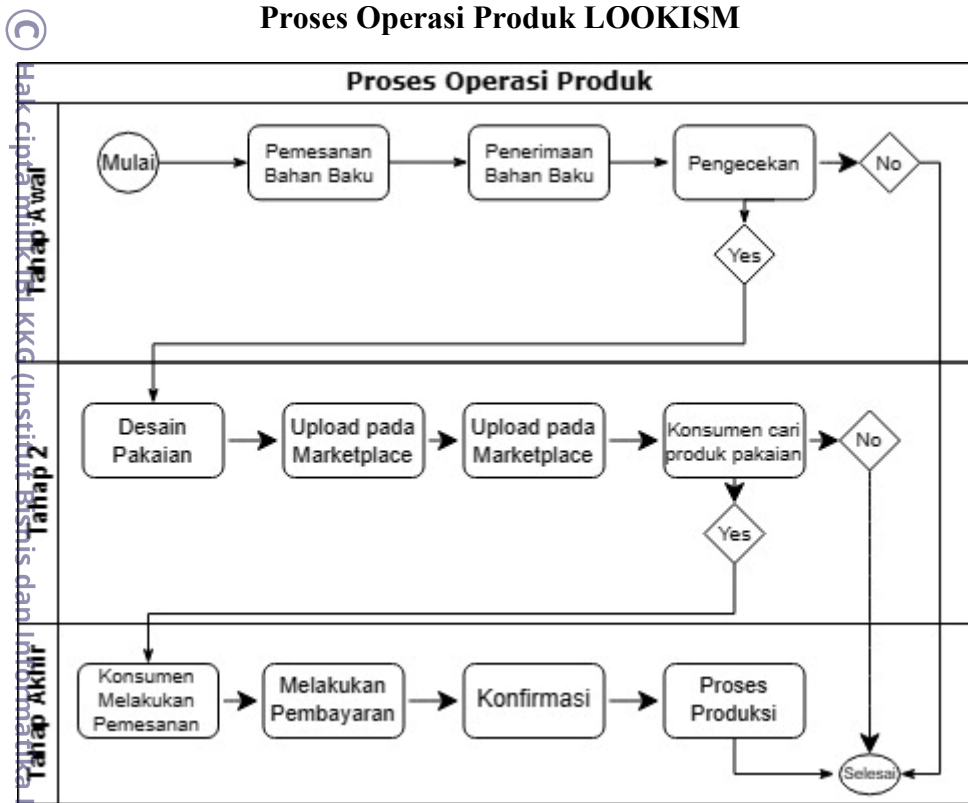 Proses Operasi Produk LOOKISM
© Hak cipta milik IBI KKG (Institut Bisnis dan Informatika
Proses Operasi Produk
Tahap Awal
Mulai
Pemesanan
Bahan Baku
Penerimaan
Bahan Baku
Pengecekan
No
Yes
Tahap 2
Desain
Pakaian
Upload pada
Marketplace
Upload pada
Marketplace
Konsumen cari
produk pakaian
No
Yes
Tahap Akhir
Konsumen
Melakukan
Pemesanan
Melakukan
Pembayaran
Konfirmasi
Proses
Produksi
Selesai